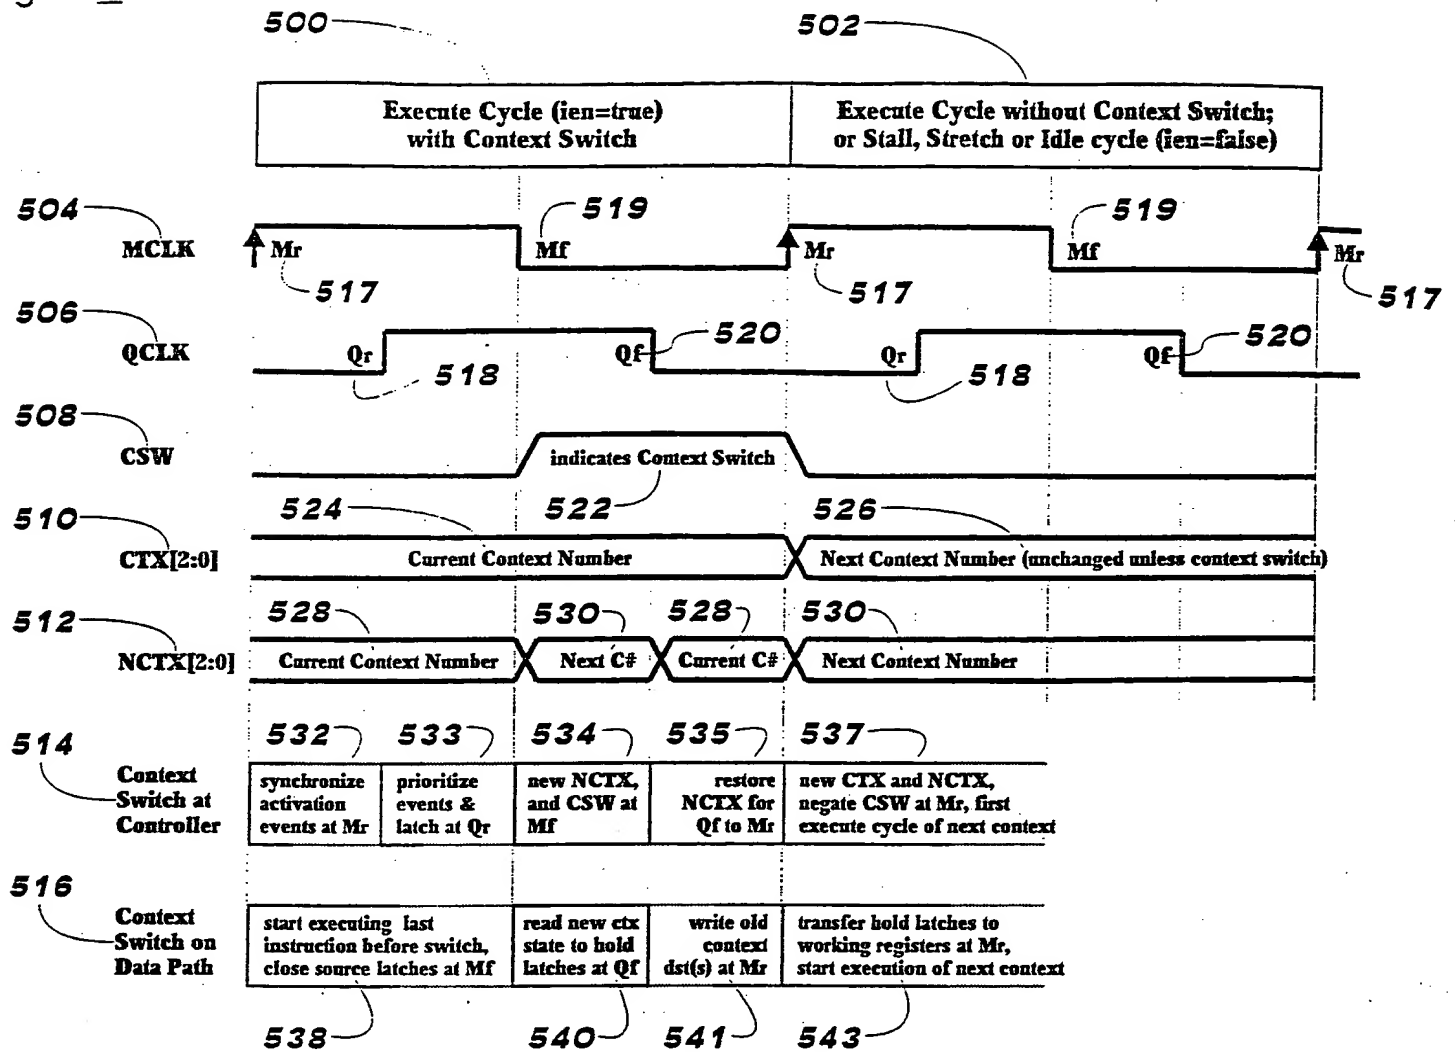 500
502
Execute Cycle (ien=true)
with Context Switch
Execute Cycle without Context Switch;
or Stall, Stretch or Idle cycle (ien=false)
504
MCLK
Mr
517
Mf
519
Mr
517
Mf
519
Mr
517
506
QCLK
Qr
518
Qf
520
Qr
518
Qf
520
508
CSW
indicates Context Switch
522
510
CTX[2:0]
524
Current Context Number
526
Next Context Number (unchanged unless context switch)
512
NCTX[2:0]
528
530
528
530
Current Context Number
Next C#
Current C#
Next Context Number
514
Context
Switch at
Controller
532
533
534
535
537
synchronize
activation
events at Mr
prioritize
events &
latch at Qr
new NCTX,
and CSW at
Mf
restore
NCTX for
Qf to Mr
new CTX and NCTX,
negate CSW at Mr, first
execute cycle of next context
516
Context
Switch on
Data Path
start executing last
instruction before switch,
close source latches at Mf
read new ctx
state to hold
latches at Qf
write old
context
dst(s) at Mr
transfer hold latches to
working registers at Mr,
start execution of next context
538
540
541
543